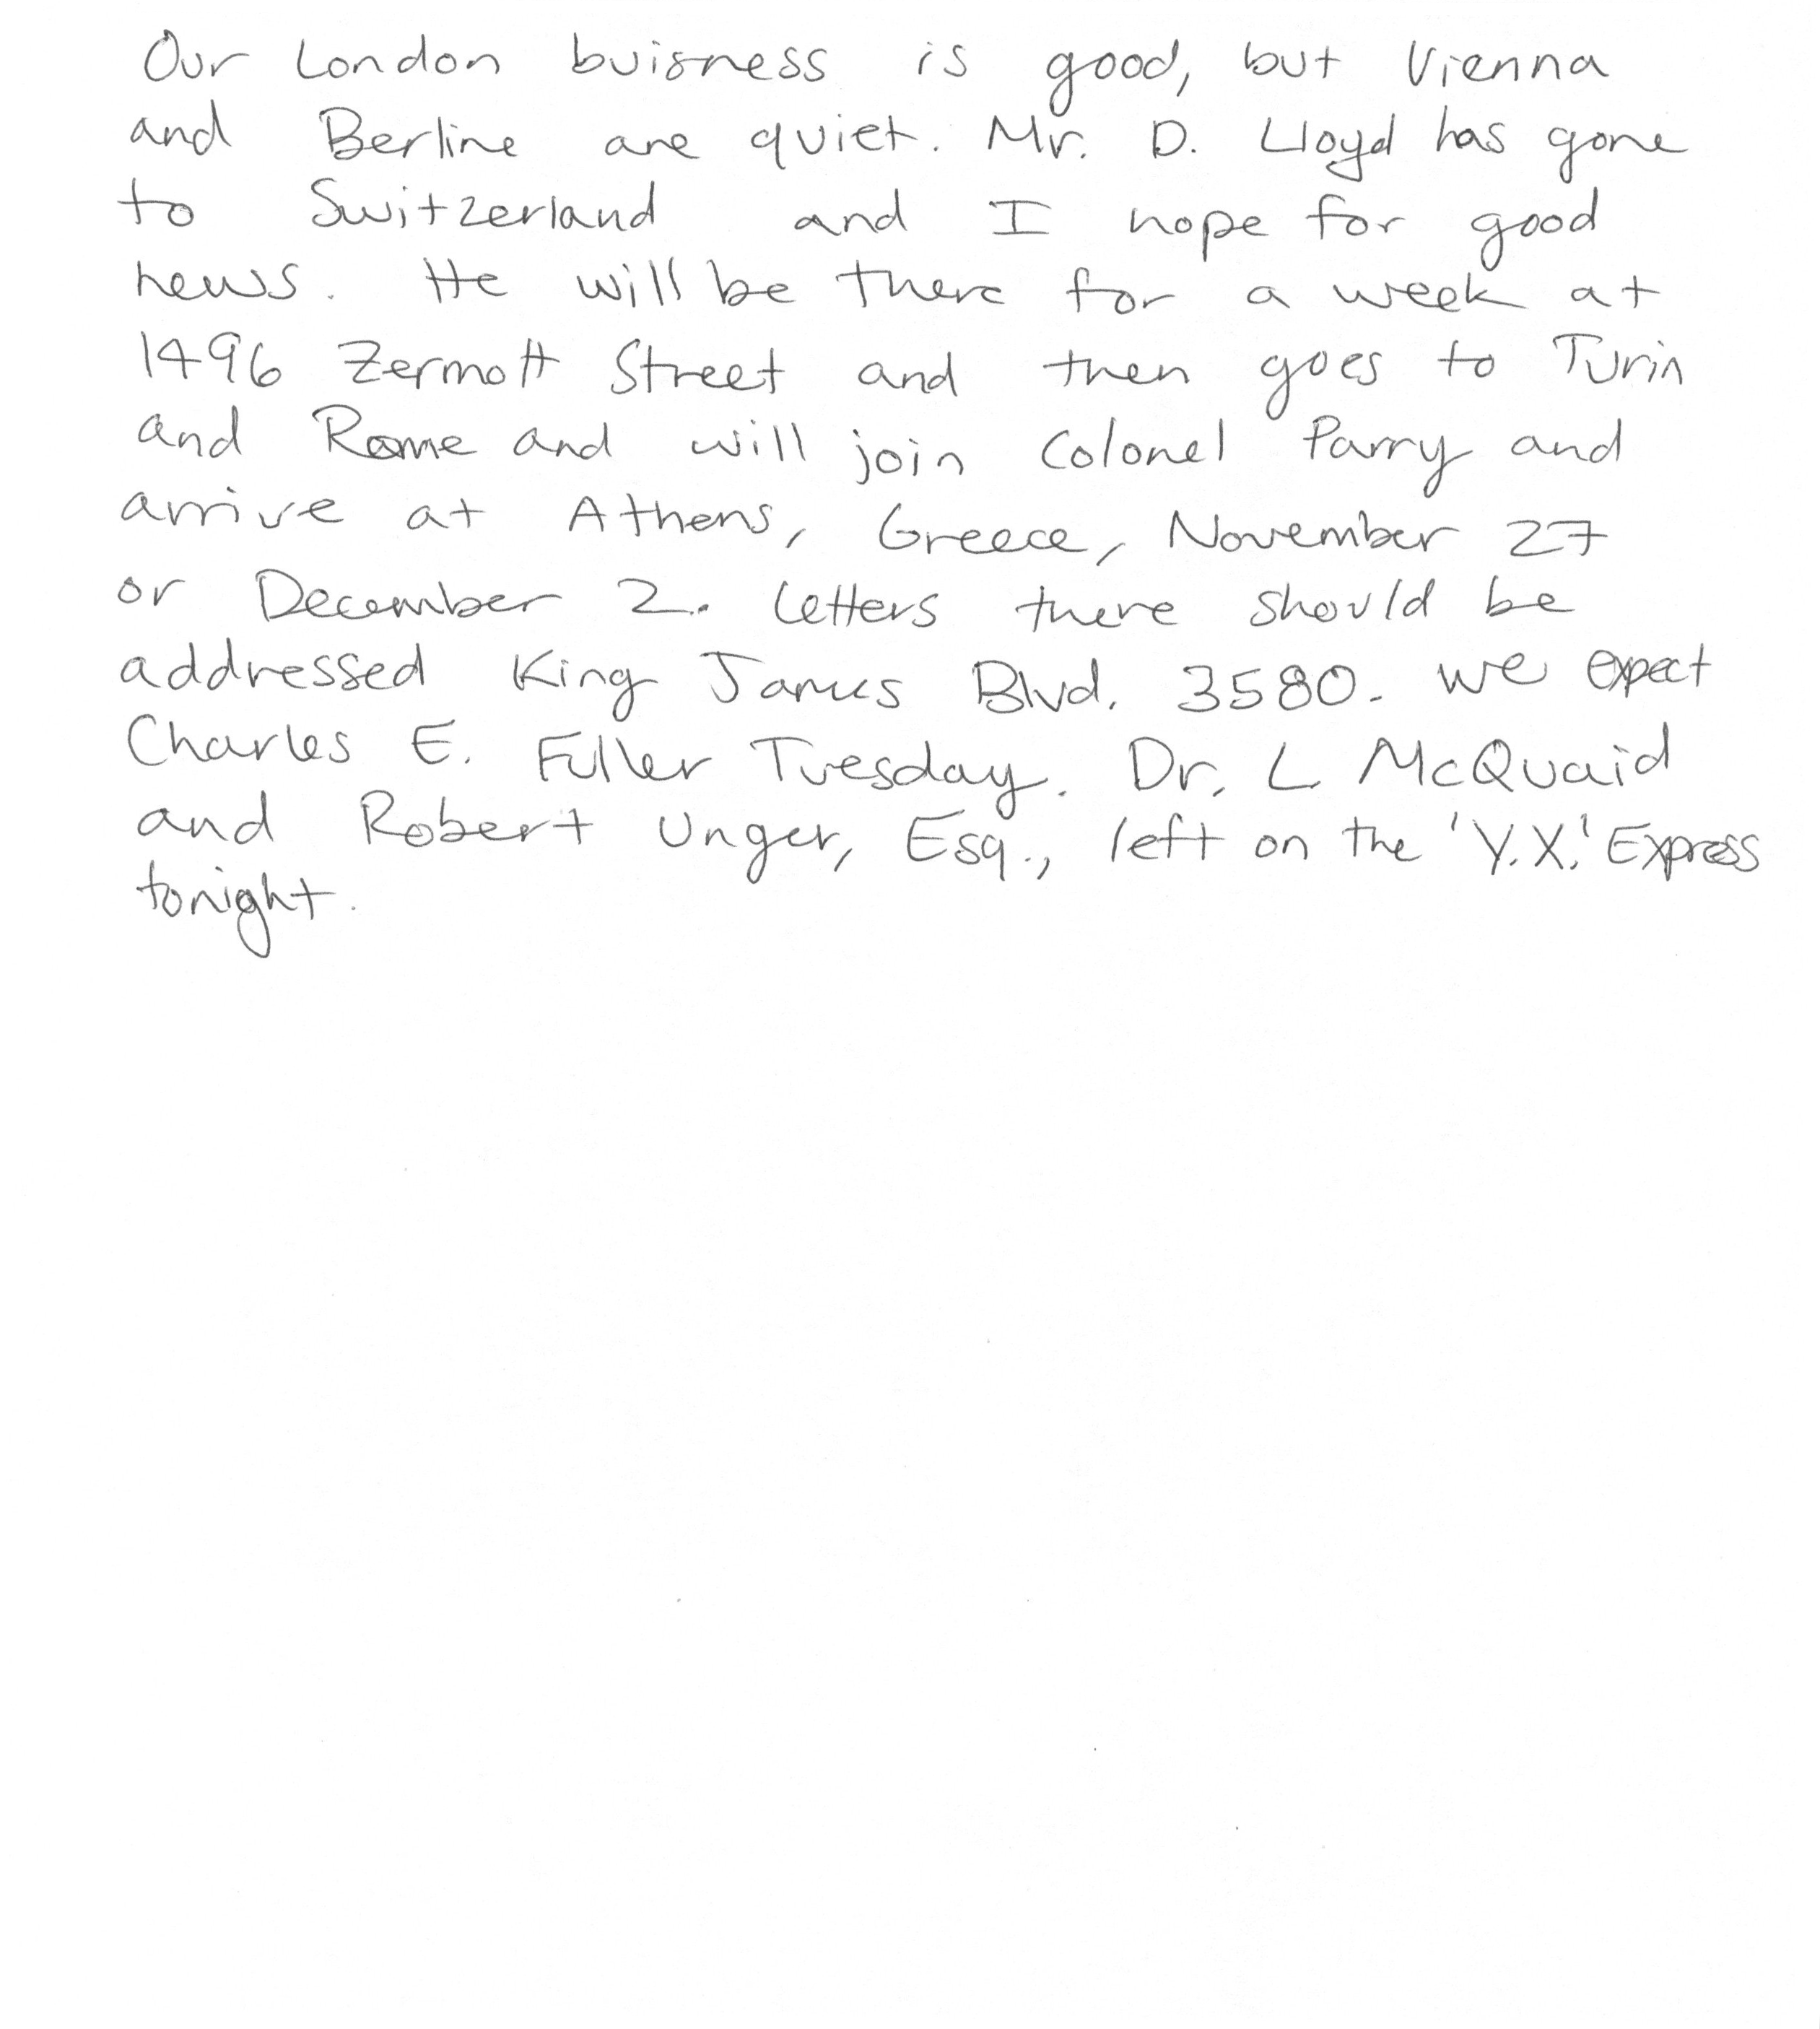 Our London buisness is good, but Vienna
and Berline are quiet. Mr. D. Lloyd has gone
to Switzerland and I hope for good
news. He will be there for a week at
1496 Zermott Street and then goes to Turin
and Rome and will join Colonel Parry and
arrive at Athens, Greece, November 27
or December 2. Letters there should be
addressed King James Blvd. 3580. We expect
Charles E. Fuller Tuesday. Dr. L McQuaid
and Robert Unger, Esq., left on the 'Y.X.' Express
tonight.